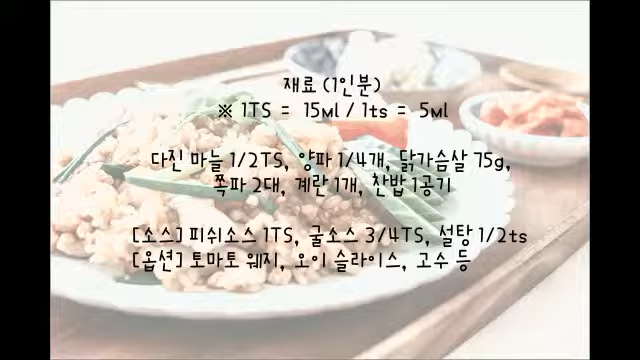 재료 (1인분)
※ 1TS = 15ml / 1ts = 5ml
다진 마늘 1/2TS, 양파 1/4개, 닭가슴살 75g,
쪽파 2대, 계란 1개, 찬밥 1공기
[소스] 피쉬소스 1TS, 굴소스 3/4TS, 설탕 1/2ts
[옵션] 토마토 웨지, 오이 슬라이스, 고수 등